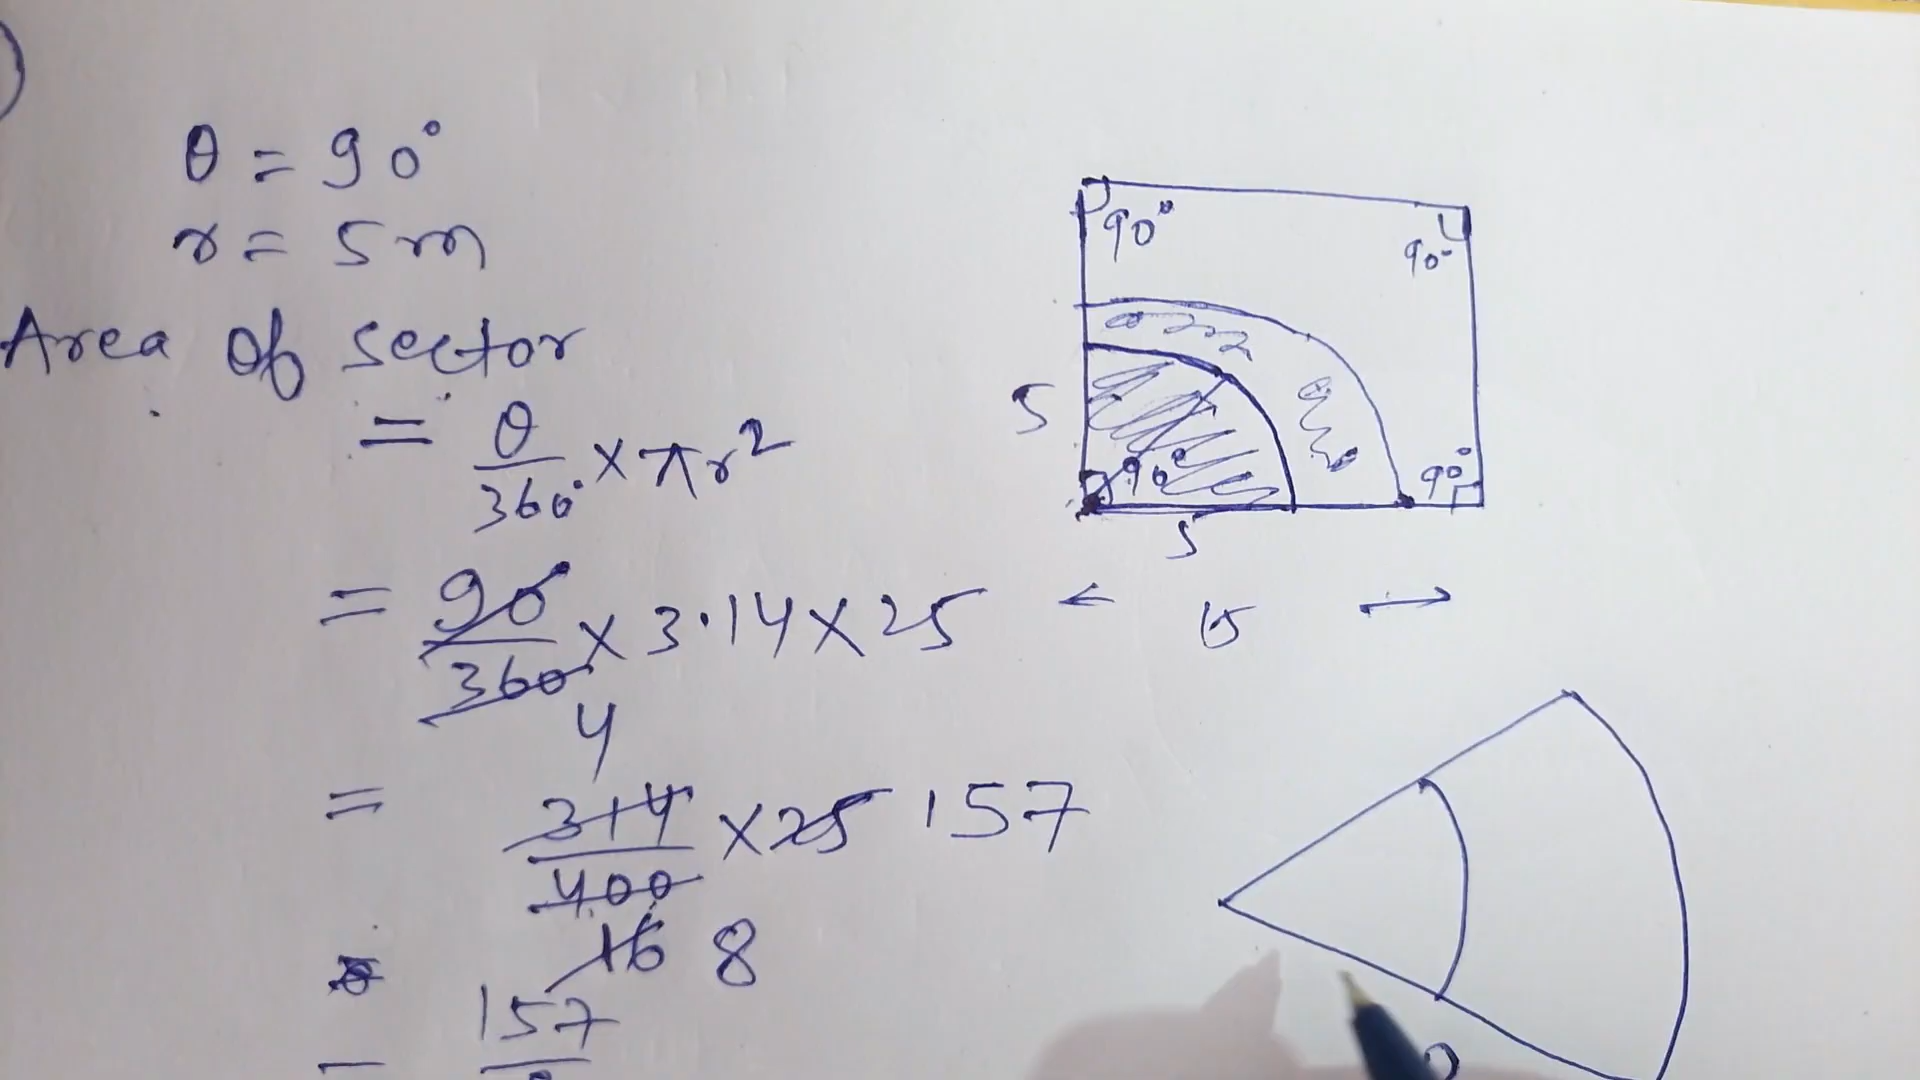 θ = 90°
r = 5 m
Area of sector
= θ/360° × πr²
= 90/360 × 3.14 × 25
4
= 314/400 × 25 157
16 8
157
90°
90°
5
90°
90°
5
← 15 →